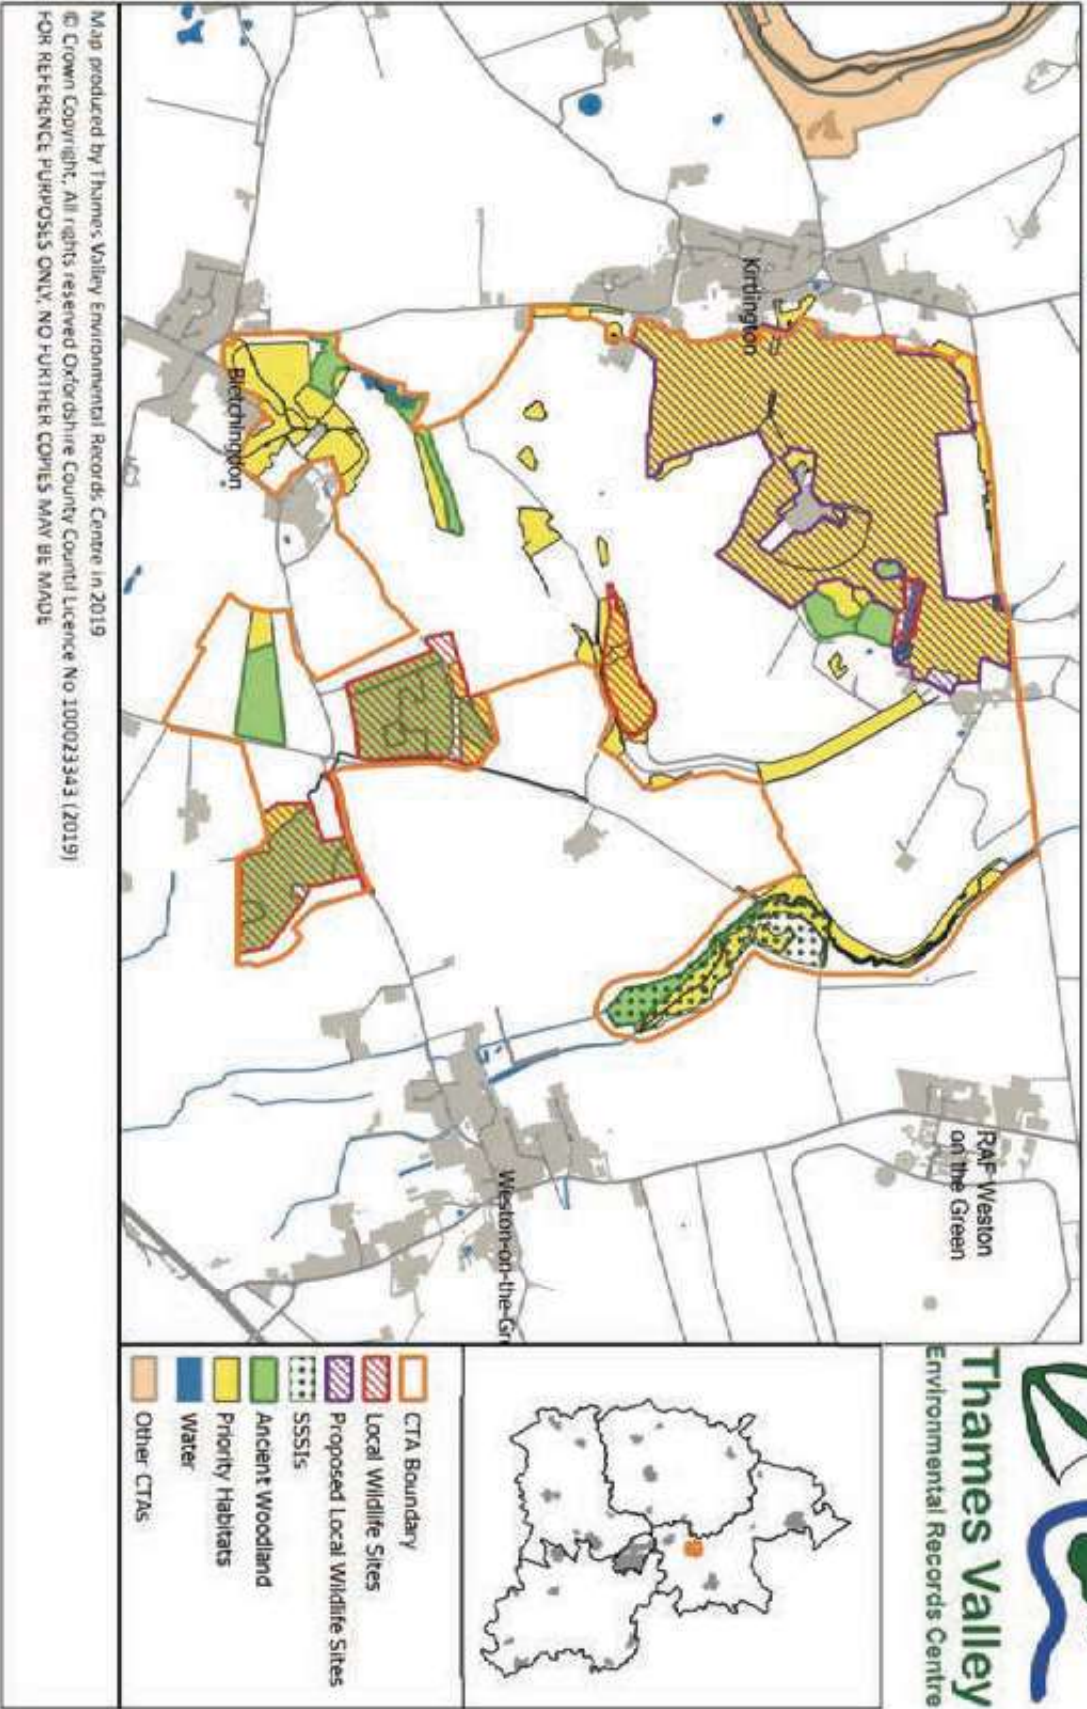 Thames Valley
Environmental Records Centre
Kirtlington
Bletchingdon
RAF Weston
on the Green
Weston-on-the-Gr
CTA Boundary
Local Wildlife Sites
Proposed Local Wildlife Sites
SSSIs
Ancient Woodland
Priority Habitats
Water
Other CTAs
Map produced by Thames Valley Environmental Records Centre in 2019
© Crown Copyright. All rights reserved Oxfordshire County Council Licence No 100023343 (2019)
FOR REFERENCE PURPOSES ONLY. NO FURTHER COPIES MAY BE MADE